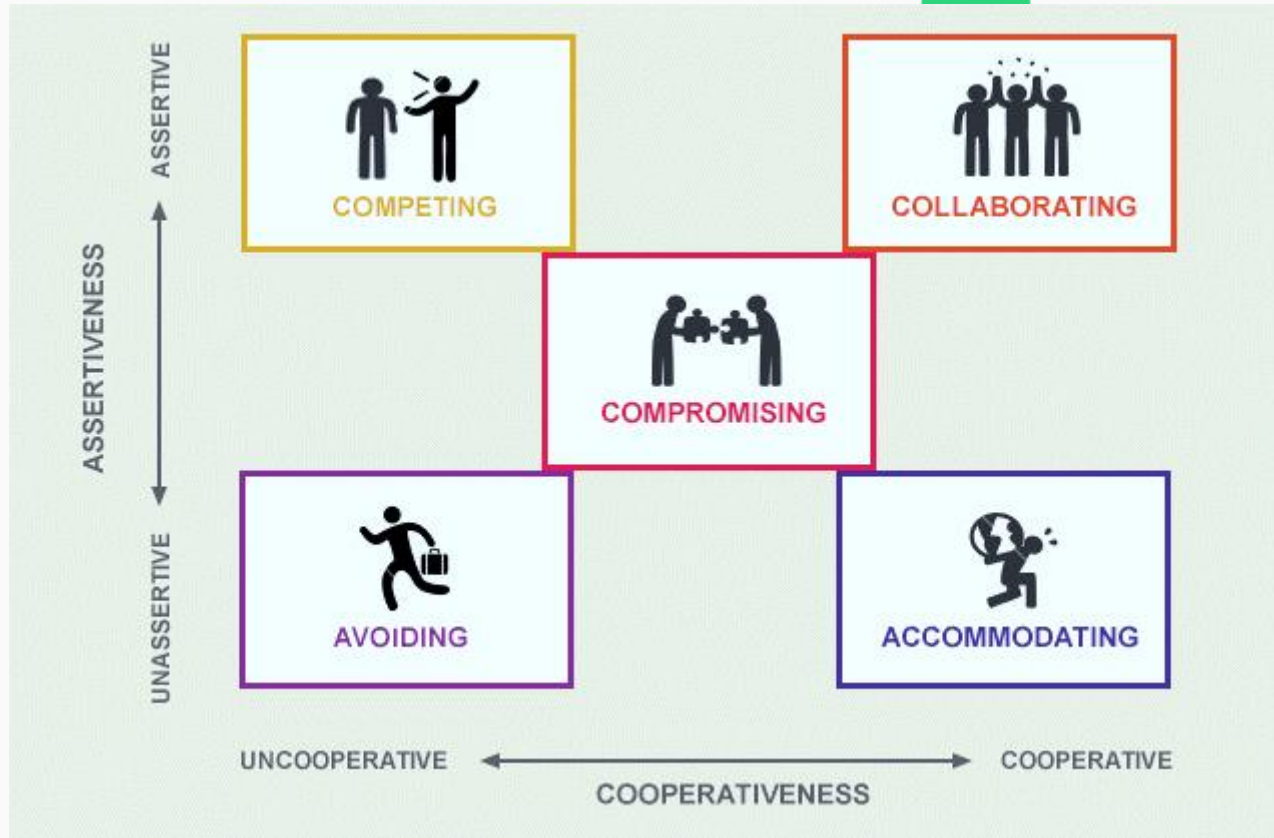 ASSERTIVE
ASSERTIVENESS
UNASSERTIVE
COMPETING
COLLABORATING
COMPROMISING
AVOIDING
ACCOMMODATING
UNCOOPERATIVE
COOPERATIVE
COOPERATIVENESS